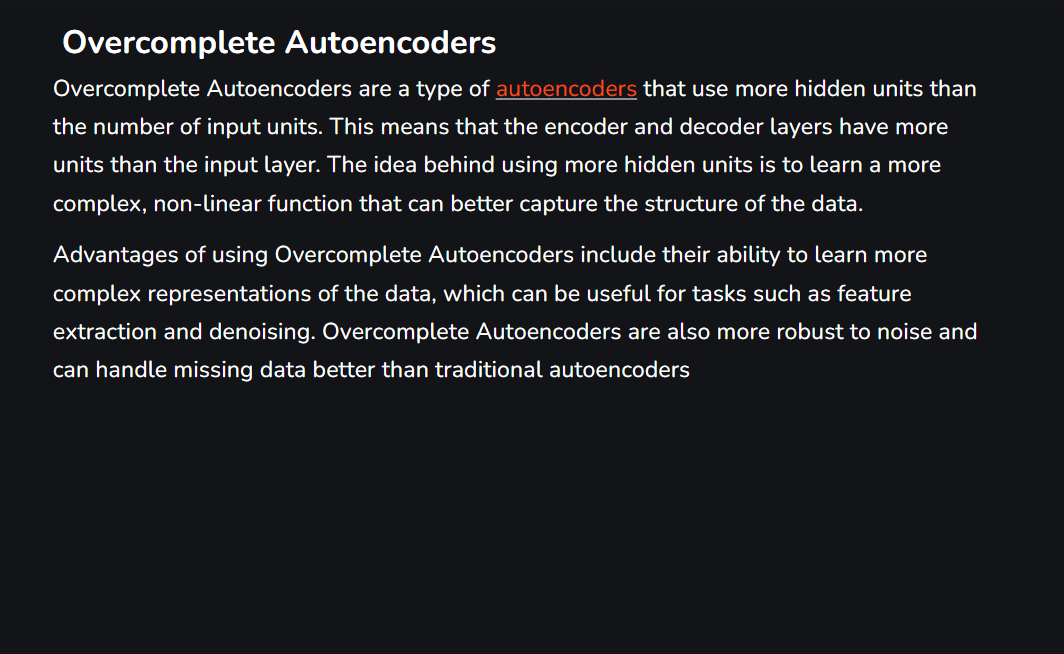 Overcomplete Autoencoders
Overcomplete Autoencoders are a type of autoencoders that use more hidden units than
the number of input units. This means that the encoder and decoder layers have more
units than the input layer. The idea behind using more hidden units is to learn a more
complex, non-linear function that can better capture the structure of the data.
Advantages of using Overcomplete Autoencoders include their ability to learn more
complex representations of the data, which can be useful for tasks such as feature
extraction and denoising. Overcomplete Autoencoders are also more robust to noise and
can handle missing data better than traditional autoencoders